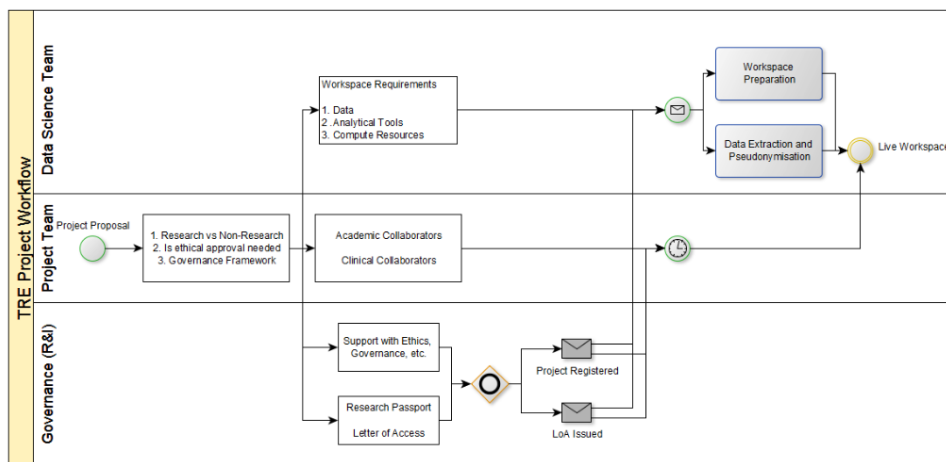 TRE Project Workflow
Data Science Team
Workspace Requirements
1. Data
2. Analytical Tools
3. Compute Resources
Workspace
Preparation
Data Extraction and
Pseudonymisation
Live Workspace
Project Team
Project Proposal
1. Research vs Non-Research
2. Is ethical approval needed
3. Governance Framework
Academic Collaborators
Clinical Collaborators
Governance (R&I)
Support with Ethics,
Governance, etc.
Research Passport
Letter of Access
Project Registered
LoA Issued